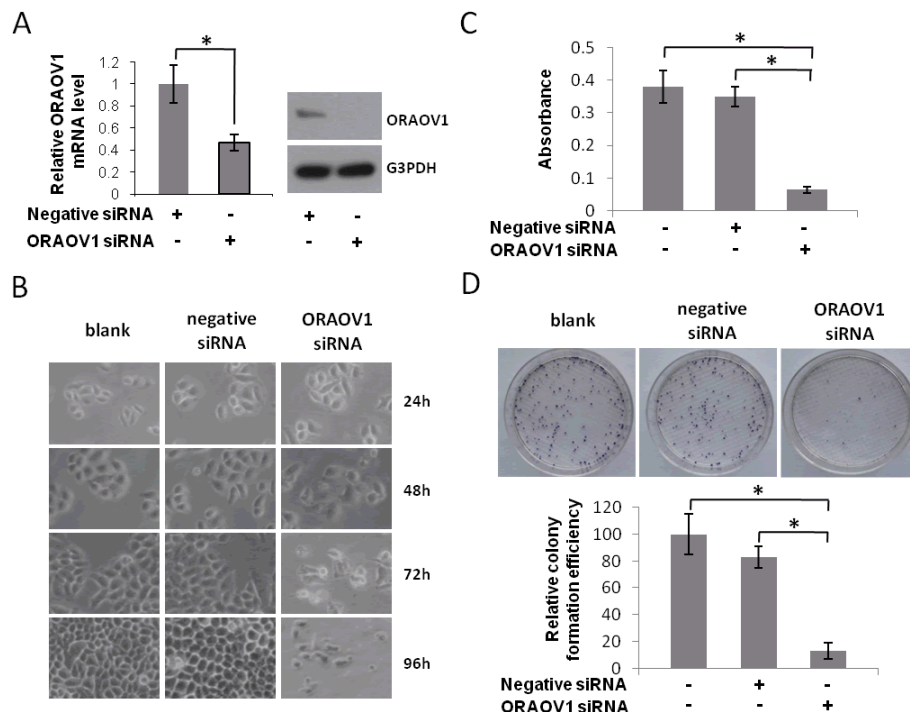 A
*
Relative ORAOV1
mRNA level
1.2
1
0.8
0.6
0.4
0.2
0
ORAOV1
G3PDH
Negative siRNA + - + -
ORAOV1 siRNA - + - +
B
blank
negative
siRNA
ORAOV1
siRNA
24h
48h
72h
96h
C
*
*
Absorbance
0.5
0.4
0.3
0.2
0.1
0
Negative siRNA - + -
ORAOV1 siRNA - - +
D
blank
negative
siRNA
ORAOV1
siRNA
*
*
Relative colony
formation efficiency
120
100
80
60
40
20
0
Negative siRNA - + -
ORAOV1 siRNA - - +